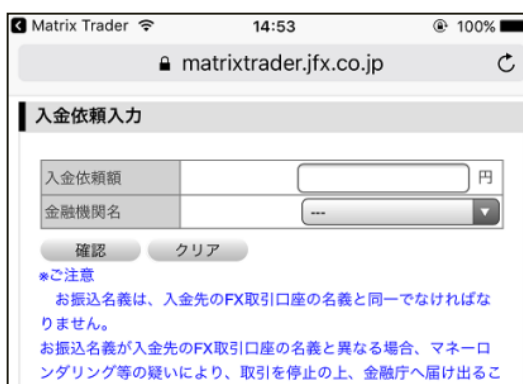 Matrix Trader 14:53 100%
matrixtrader.jfx.co.jp
入金依頼入力
入金依頼額 円
金融機関名 ---
確認 クリア
※ご注意
お振込名義は、入金先のFX取引口座の名義と同一でなければな
りません。
お振込名義が入金先のFX取引口座の名義と異なる場合、マネーロ
ンダリング等の疑いにより、取引を停止の上、金融庁へ届け出るこ